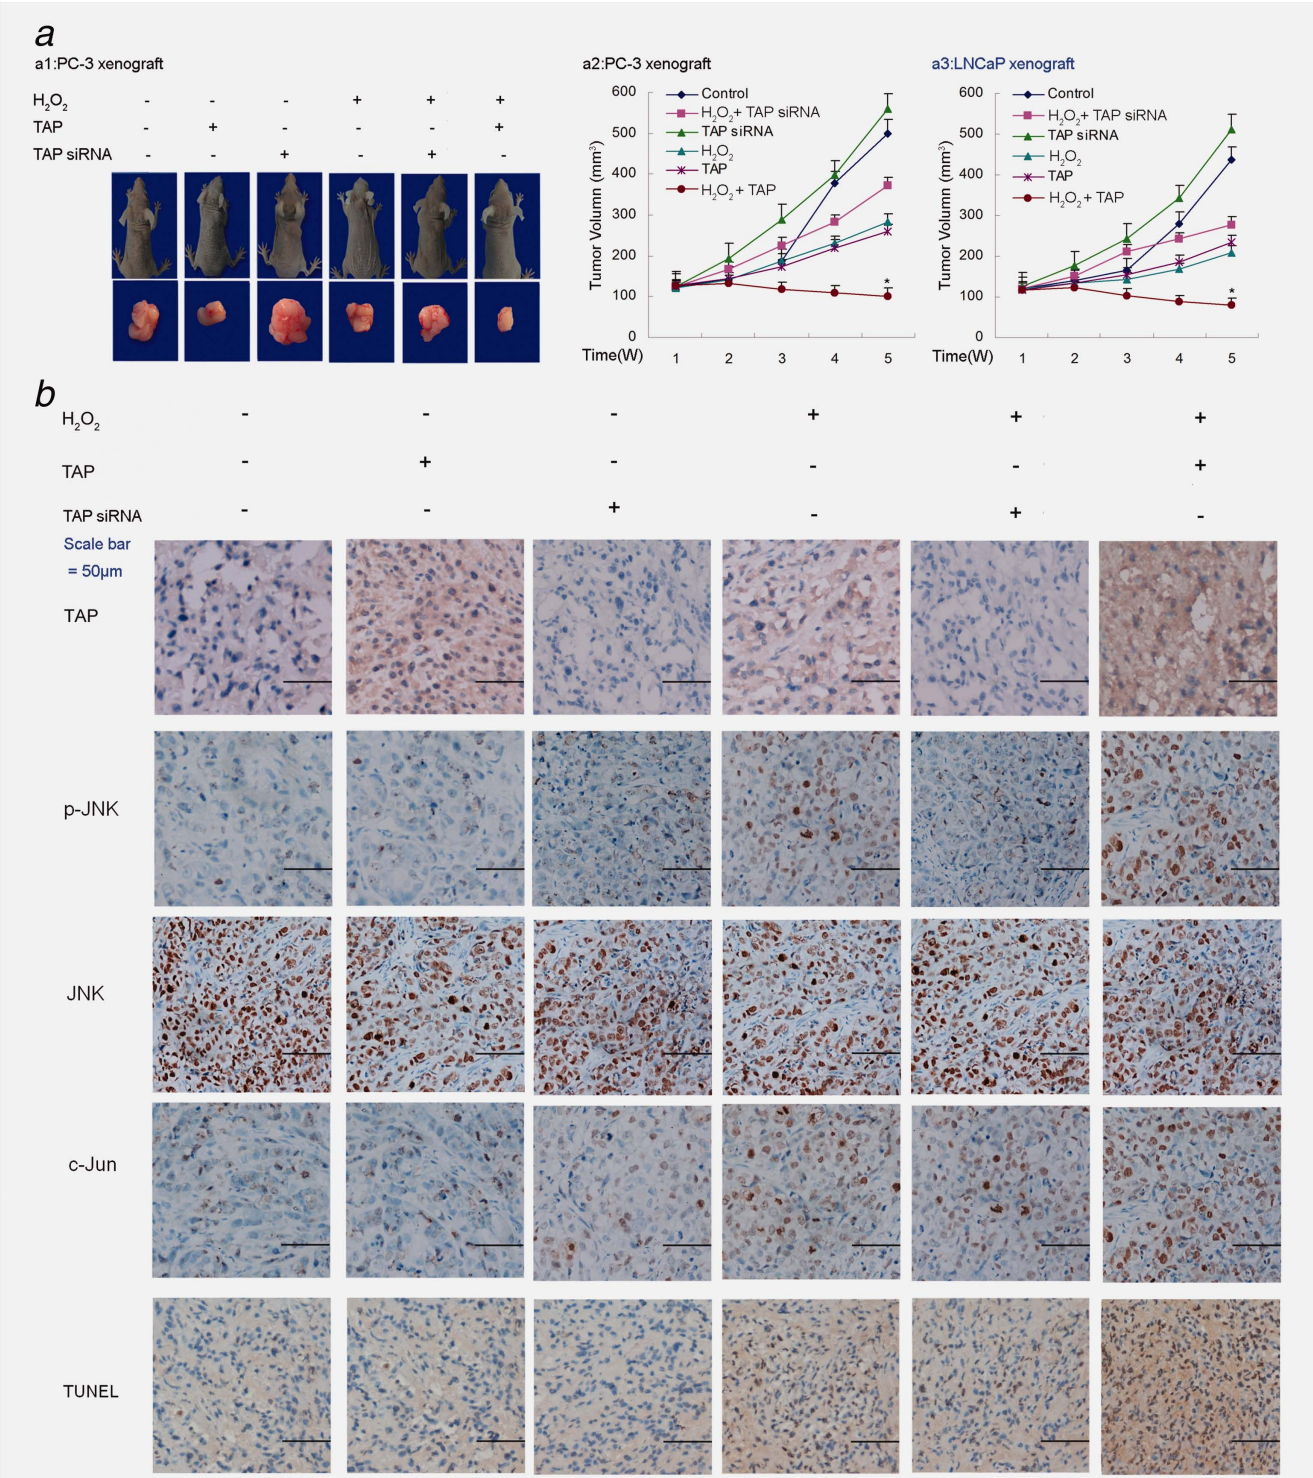 a
a1:PC-3 xenograft
H₂O₂ - - - + + +
TAP - + - - - +
TAP siRNA - - + - + -
a2:PC-3 xenograft
Tumor Volumn (mm³)
600
500
400
300
200
100
0
Control
H₂O₂+ TAP siRNA
TAP siRNA
H₂O₂
TAP
H₂O₂ + TAP
*
Time(W) 1 2 3 4 5
a3:LNCaP xenograft
Tumor Volumn (mm³)
600
500
400
300
200
100
0
Control
H₂O₂+ TAP siRNA
TAP siRNA
H₂O₂
TAP
H₂O₂ + TAP
*
Time(W) 1 2 3 4 5
b
H₂O₂ - - - + + +
TAP - + - - - +
TAP siRNA - - + - + -
Scale bar
= 50μm
TAP
p-JNK
JNK
c-Jun
TUNEL